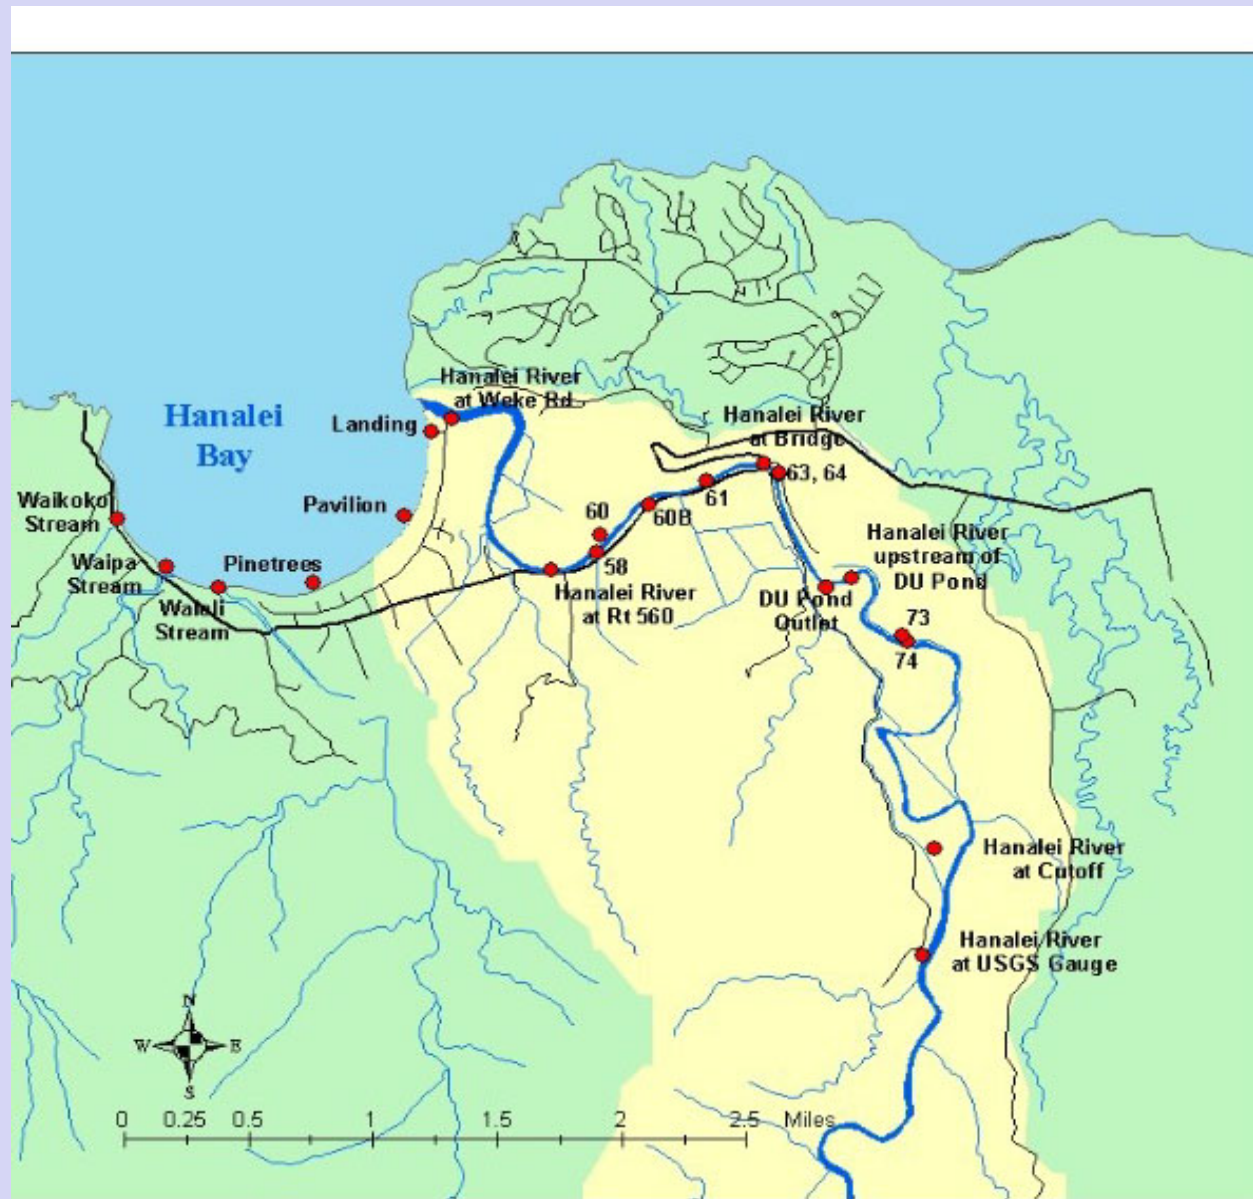 Hanalei River
at Weke Rd
Landing
Hanalei
Bay
Hanalei River
at Bridge
63, 64
61
Pavilion
60
60B
Waikoko
Stream
58
Hanalei River
upstream of
DU Pond
Waipa
Stream
Pinetrees
Hanalei River
at Rt 560
DU Pond
Outlet
Waioli
Stream
73
74
Hanalei River
at Cutoff
Hanalei River
at USGS Gauge
N
W E
S
0 0.25 0.5 1 1.5 2 2.5 Miles